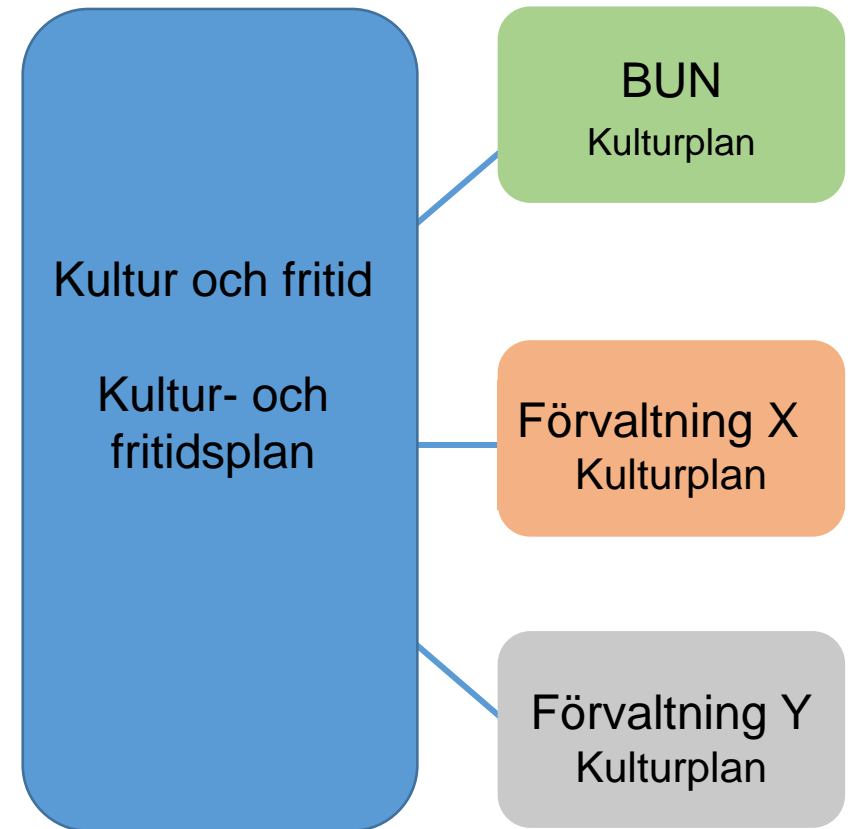 Kultur och fritid
Kultur- och
fritidsplan
BUN
Kulturplan
Förvaltning X
Kulturplan
Förvaltning Y
Kulturplan